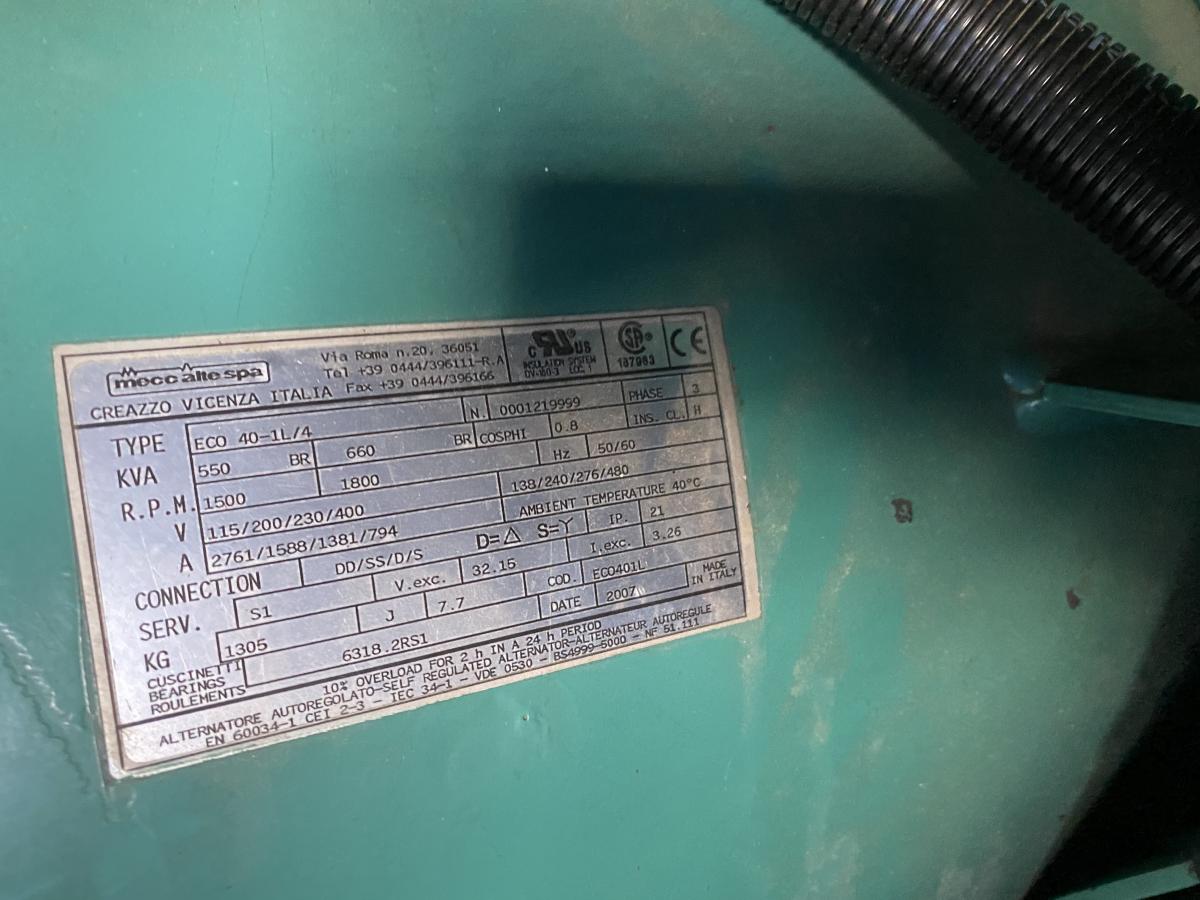 mecc alte spa
Via Roma n.20, 36051
Tel +39 0444/396111-R.A
CREAZZO VICENZA ITALIA Fax +39 0444/396166
C RU® US
INSULATION SYSTEM
SA®
187983
CE
TYPE ECO 40-1L/4 N. 0001219999 PHASE 3
KVA 550 BR 660 BR COSPHI 0.8 INS. CL. H
R.P.M. 1500 1800 Hz 50/60
V 115/200/230/400 138/240/276/480
A 2761/1588/1381/794 AMBIENT TEMPERATURE 40°C
CONNECTION DD/SS/D/S D=△ S=Y IP. 21
SERV. S1 V.exc. 32.15 I.exc. 3.26
KG 1305 J 7.7 COD. ECO401L MADE IN ITALY
CUSCINETTI
BEARINGS
ROULEMENTS
6318.2RS1 DATE 2007
10% OVERLOAD FOR 2 h IN A 24 h PERIOD
ALTERNATORE AUTOREGOLATO-SELF REGULATED ALTERNATOR-ALTERNATEUR AUTOREGULE
EN 60034-1 CEI 2-3 - IEC 34-1 - VDE 0530 - BS4999-5000 - NF 51.111